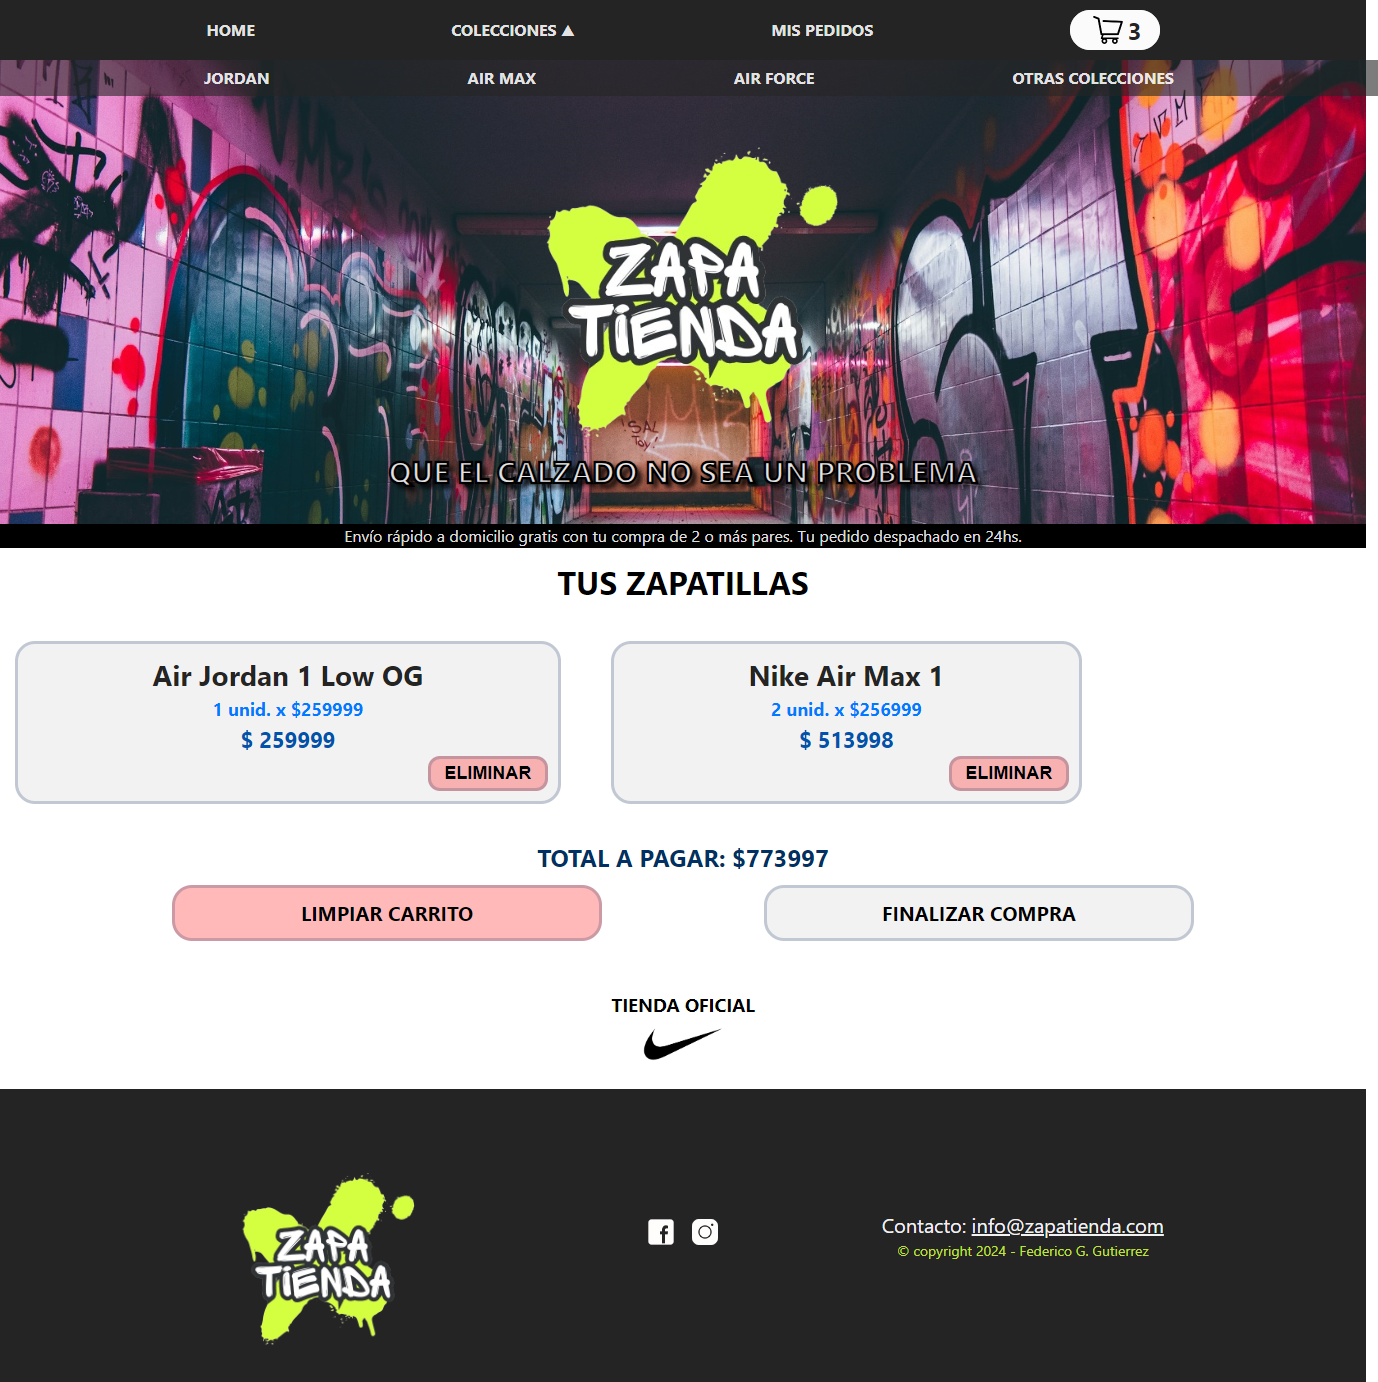 HOME
COLECCIONES ▲
MIS PEDIDOS
3
JORDAN
AIR MAX
AIR FORCE
OTRAS COLECCIONES
ZAPA
TIENDA
¡SAL
Toy!
QUE EL CALZADO NO SEA UN PROBLEMA
Envío rápido a domicilio gratis con tu compra de 2 o más pares. Tu pedido despachado en 24hs.
TUS ZAPATILLAS
Air Jordan 1 Low OG
1 unid. x $259999
$ 259999
ELIMINAR
Nike Air Max 1
2 unid. x $256999
$ 513998
ELIMINAR
TOTAL A PAGAR: $773997
LIMPIAR CARRITO
FINALIZAR COMPRA
TIENDA OFICIAL
ZAPA
TIENDA
Contacto: info@zapatienda.com
© copyright 2024 - Federico G. Gutierrez